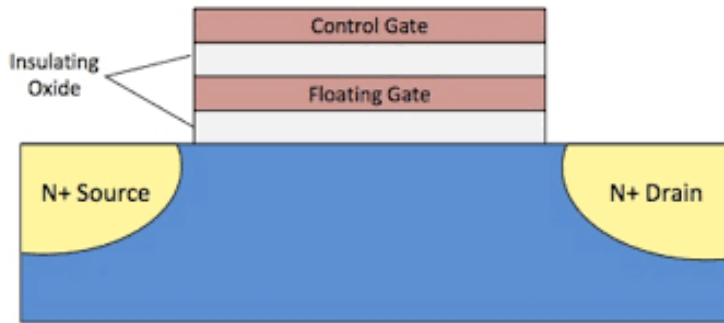 Control Gate
Insulating
Oxide
Floating Gate
N+ Source
N+ Drain